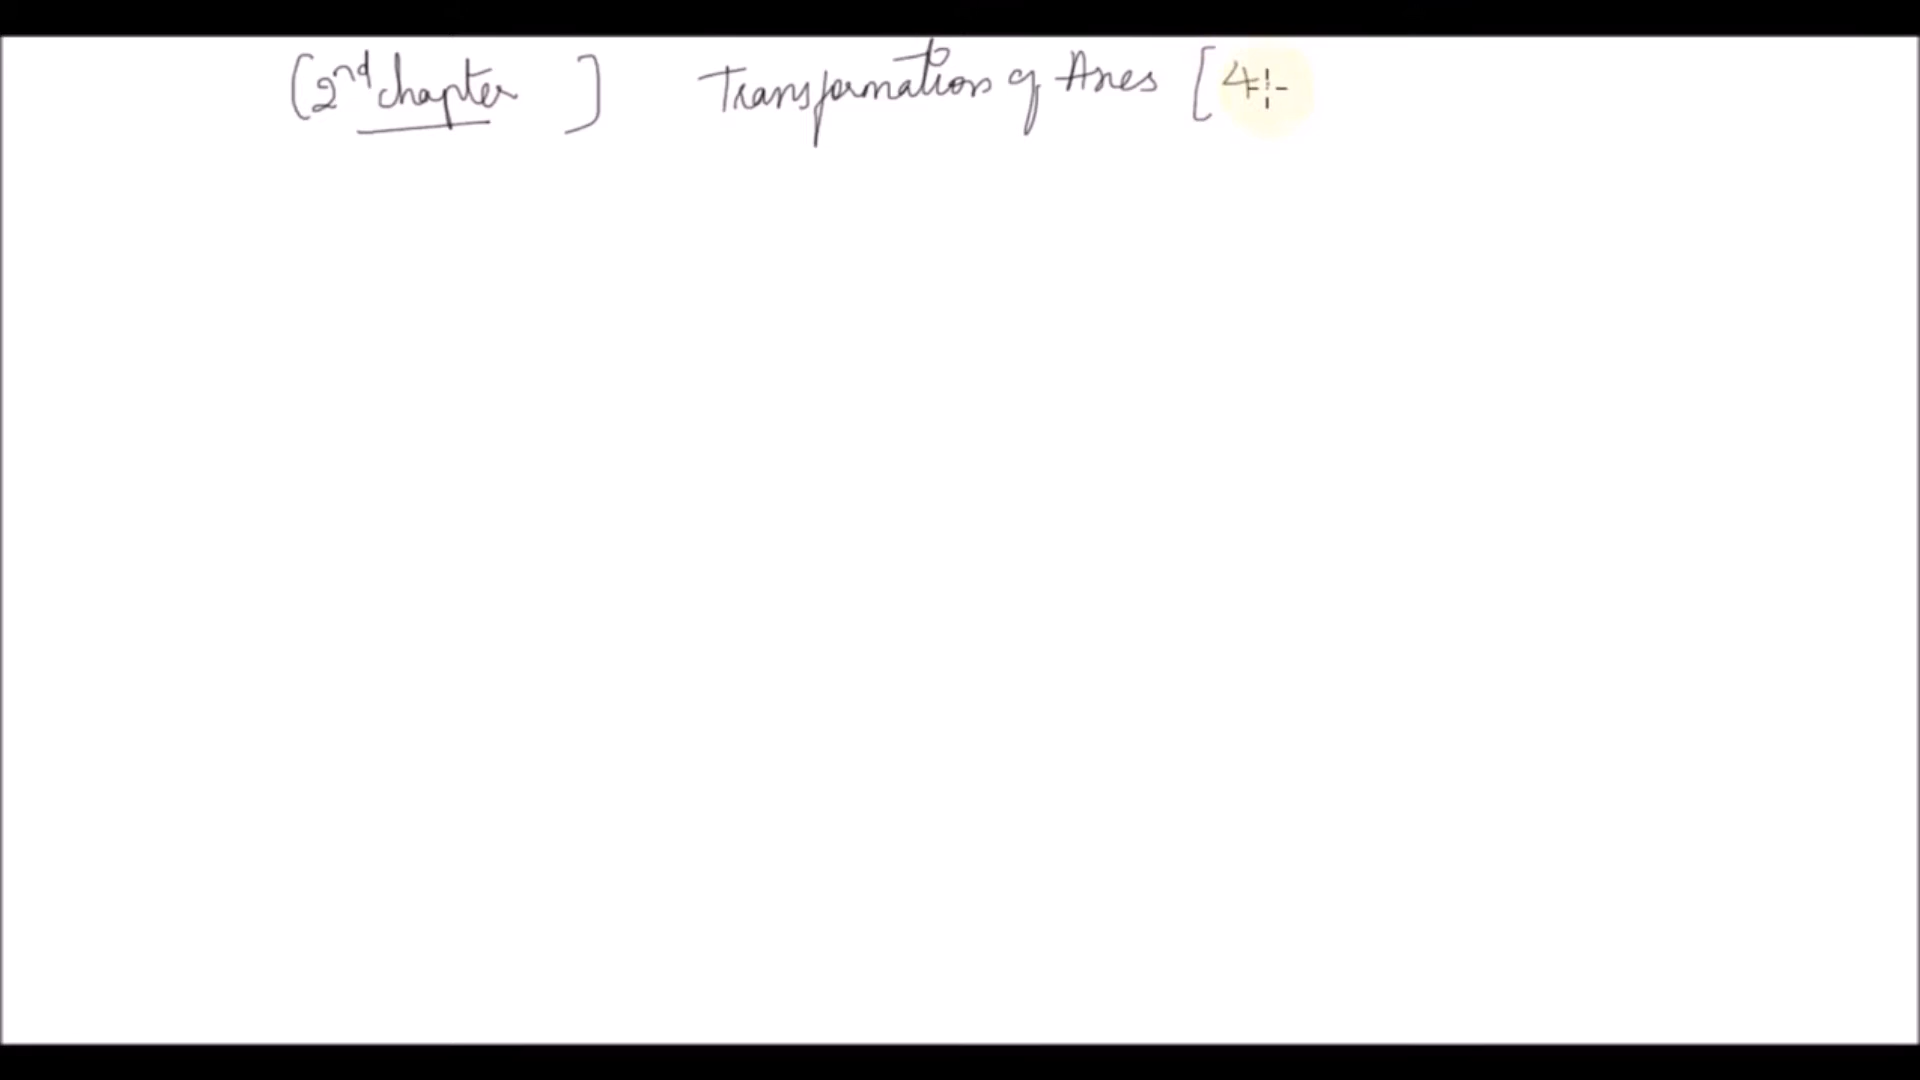 (2nd chapter ] Transformation of Axes [ 4